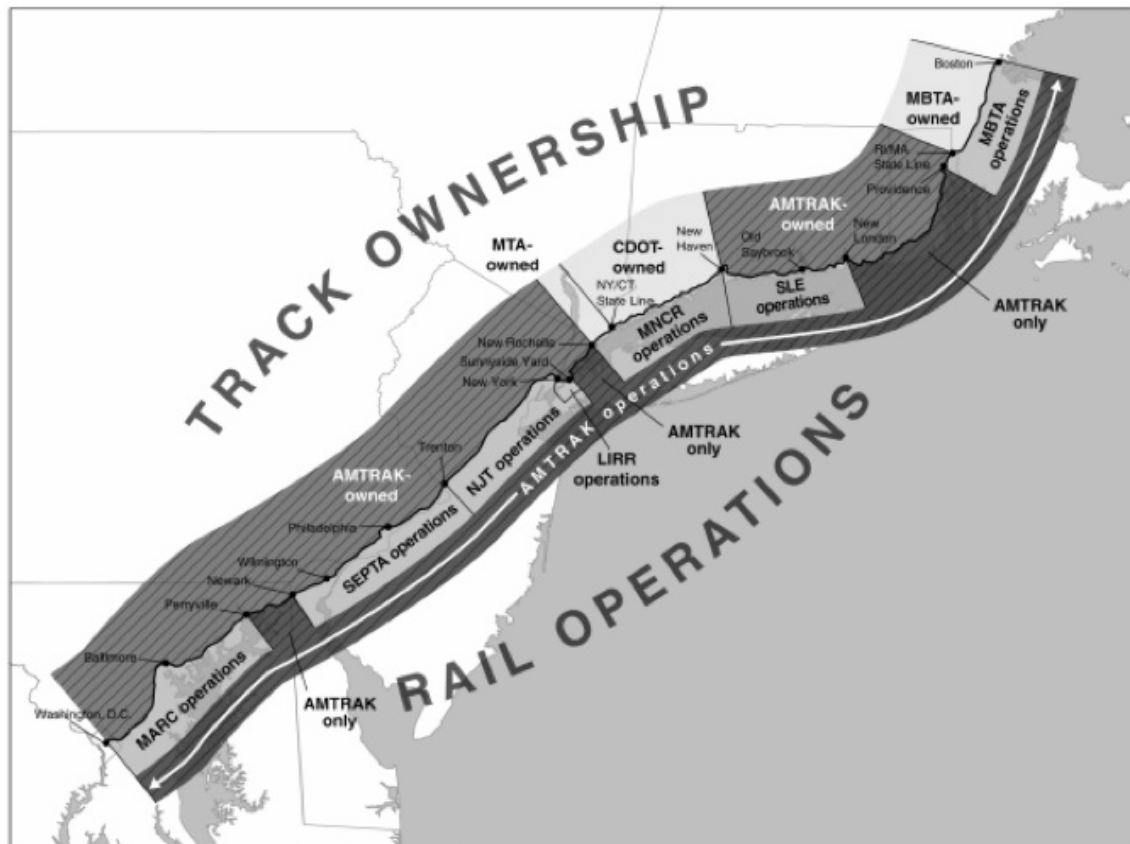 TRACK OWNERSHIP
RAIL OPERATIONS
Boston
MBTA-
owned
MBTA
operations
RI/MA
State Line
Providence
AMTRAK-
owned
New
London
Old
Saybrook
New
Haven
CDOT-
owned
MTA-
owned
NY/CT
State Line
SLE
operations
AMTRAK
only
MNCR
operations
New Rochelle
Sunnyside Yard
New York
AMTRAK operations
AMTRAK
only
LIRR
operations
NJT operations
Trenton
AMTRAK-
owned
Philadelphia
SEPTA operations
Wilmington
Newark
Perryville
Baltimore
MARC operations
AMTRAK
only
Washington, D.C.